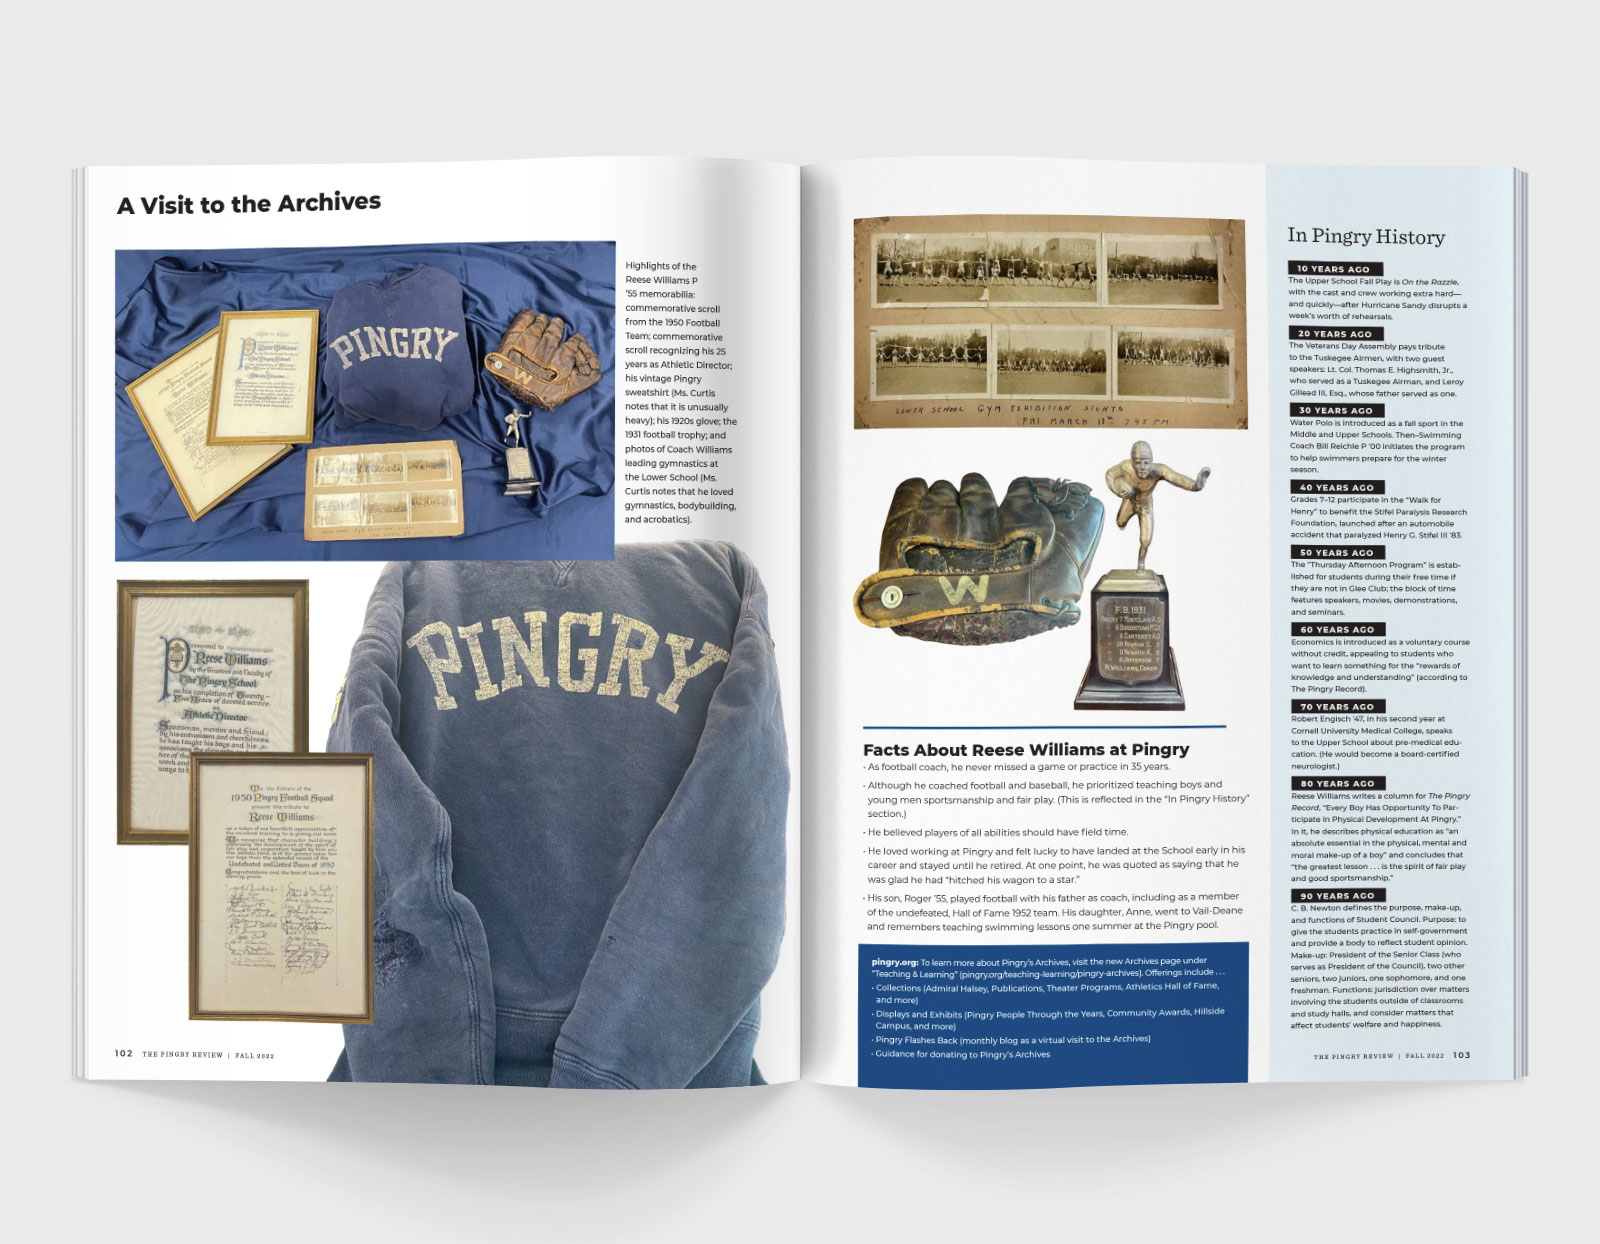 A Visit to the Archives
PINGRY
W
Highlights of the
Reese Williams P
'55 memorabilia:
commemorative scroll
from the 1950 Football
Team; commemorative
scroll recognizing his 25
years as Athletic Director;
his vintage Pingry
sweatshirt (Ms. Curtis
notes that it is unusually
heavy); his 1920s glove; the
1931 football trophy; and
photos of Coach Williams
leading gymnastics at
the Lower School (Ms.
Curtis notes that he loved
gymnastics, bodybuilding,
and acrobatics).
Presented to
Reese Williams
by the Trustees and Faculty of
The Pingry School
on his completion of Twenty-
Five Years of devoted service
as
Athletic Director
Sportsman, mentor and friend,
by his enthusiasm and cheerfulness
he has taught his boys and his
We, the Fathers of the
1950 Pingry Football Squad
present this tribute to
Reese Williams
as a token of our heartfelt appreciation of
the excellent training he is giving our sons
Undefeated and Untied Team of 1950
PINGRY
102 THE PINGRY REVIEW | FALL 2022
LOWER SCHOOL GYM EXHIBITION STUNTS
FRI. MARCH 13TH 7:45 P.M.
W
F.B. 1931
R. WILLIAMS, COACH
Facts About Reese Williams at Pingry
• As football coach, he never missed a game or practice in 35 years.
• Although he coached football and baseball, he prioritized teaching boys and
young men sportsmanship and fair play. (This is reflected in the “In Pingry History”
section.)
• He believed players of all abilities should have field time.
• He loved working at Pingry and felt lucky to have landed at the School early in his
career and stayed until he retired. At one point, he was quoted as saying that he
was glad he had “hitched his wagon to a star.”
• His son, Roger '55, played football with his father as coach, including as a member
of the undefeated, Hall of Fame 1952 team. His daughter, Anne, went to Vail-Deane
and remembers teaching swimming lessons one summer at the Pingry pool.
pingry.org: To learn more about Pingry's Archives, visit the new Archives page under
“Teaching & Learning” (pingry.org/teaching-learning/pingry-archives). Offerings include . . .
• Collections (Admiral Halsey, Publications, Theater Programs, Athletics Hall of Fame,
and more)
• Displays and Exhibits (Pingry People Through the Years, Community Awards, Hillside
Campus, and more)
• Pingry Flashes Back (monthly blog as a virtual visit to the Archives)
• Guidance for donating to Pingry's Archives
In Pingry History
10 YEARS AGO
The Upper School Fall Play is On the Razzle,
with the cast and crew working extra hard—
and quickly—after Hurricane Sandy disrupts a
week's worth of rehearsals.
20 YEARS AGO
The Veterans Day Assembly pays tribute
to the Tuskegee Airmen, with two guest
speakers: Lt. Col. Thomas E. Highsmith, Jr.,
who served as a Tuskegee Airman, and Leroy
Gillead III, Esq., whose father served as one.
30 YEARS AGO
Water Polo is introduced as a fall sport in the
Middle and Upper Schools. Then–Swimming
Coach Bill Reichle P '00 initiates the program
to help swimmers prepare for the winter
season.
40 YEARS AGO
Grades 7–12 participate in the “Walk for
Henry” to benefit the Stifel Paralysis Research
Foundation, launched after an automobile
accident that paralyzed Henry G. Stifel III '83.
50 YEARS AGO
The “Thursday Afternoon Program” is estab-
lished for students during their free time if
they are not in Glee Club; the block of time
features speakers, movies, demonstrations,
and seminars.
60 YEARS AGO
Economics is introduced as a voluntary course
without credit, appealing to students who
want to learn something for the “rewards of
knowledge and understanding” (according to
The Pingry Record).
70 YEARS AGO
Robert Engisch '47, in his second year at
Cornell University Medical College, speaks
to the Upper School about pre-medical edu-
cation. (He would become a board-certified
neurologist.)
80 YEARS AGO
Reese Williams writes a column for The Pingry
Record, “Every Boy Has Opportunity To Par-
ticipate In Physical Development At Pingry.”
In it, he describes physical education as “an
absolute essential in the physical, mental and
moral make-up of a boy” and concludes that
“the greatest lesson . . . is the spirit of fair play
and good sportsmanship.”
90 YEARS AGO
C. B. Newton defines the purpose, make-up,
and functions of Student Council. Purpose: to
give the students practice in self-government
and provide a body to reflect student opinion.
Make-up: President of the Senior Class (who
serves as President of the Council), two other
seniors, two juniors, one sophomore, and one
freshman. Functions: jurisdiction over matters
involving the students outside of classrooms
and study halls, and consider matters that
affect students' welfare and happiness.
THE PINGRY REVIEW | FALL 2022 103